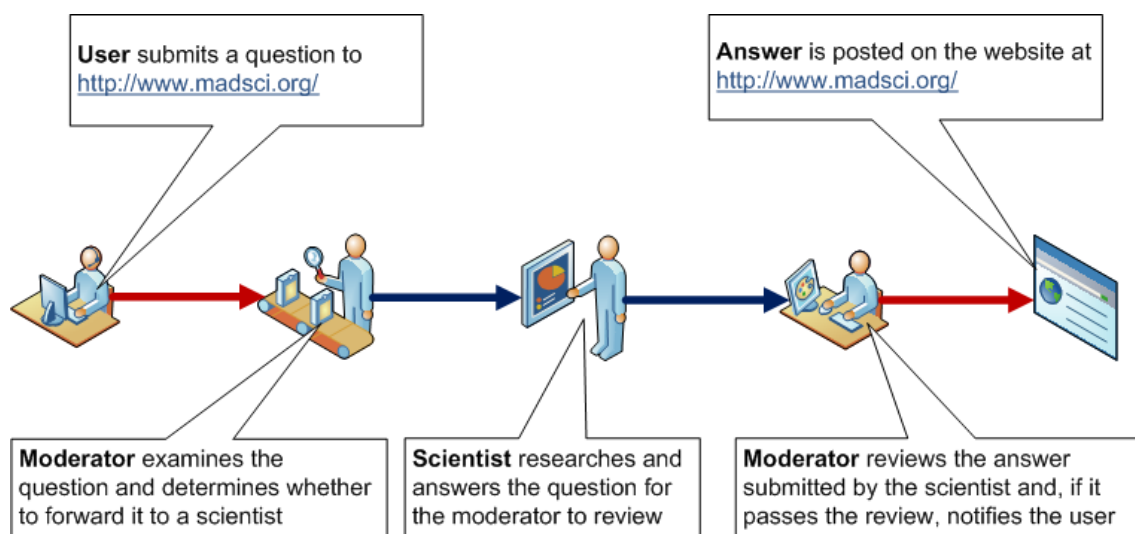 User submits a question to
http://www.madsci.org/
Answer is posted on the website at
http://www.madsci.org/
Moderator examines the
question and determines whether
to forward it to a scientist
Scientist researches and
answers the question for
the moderator to review
Moderator reviews the answer
submitted by the scientist and, if it
passes the review, notifies the user